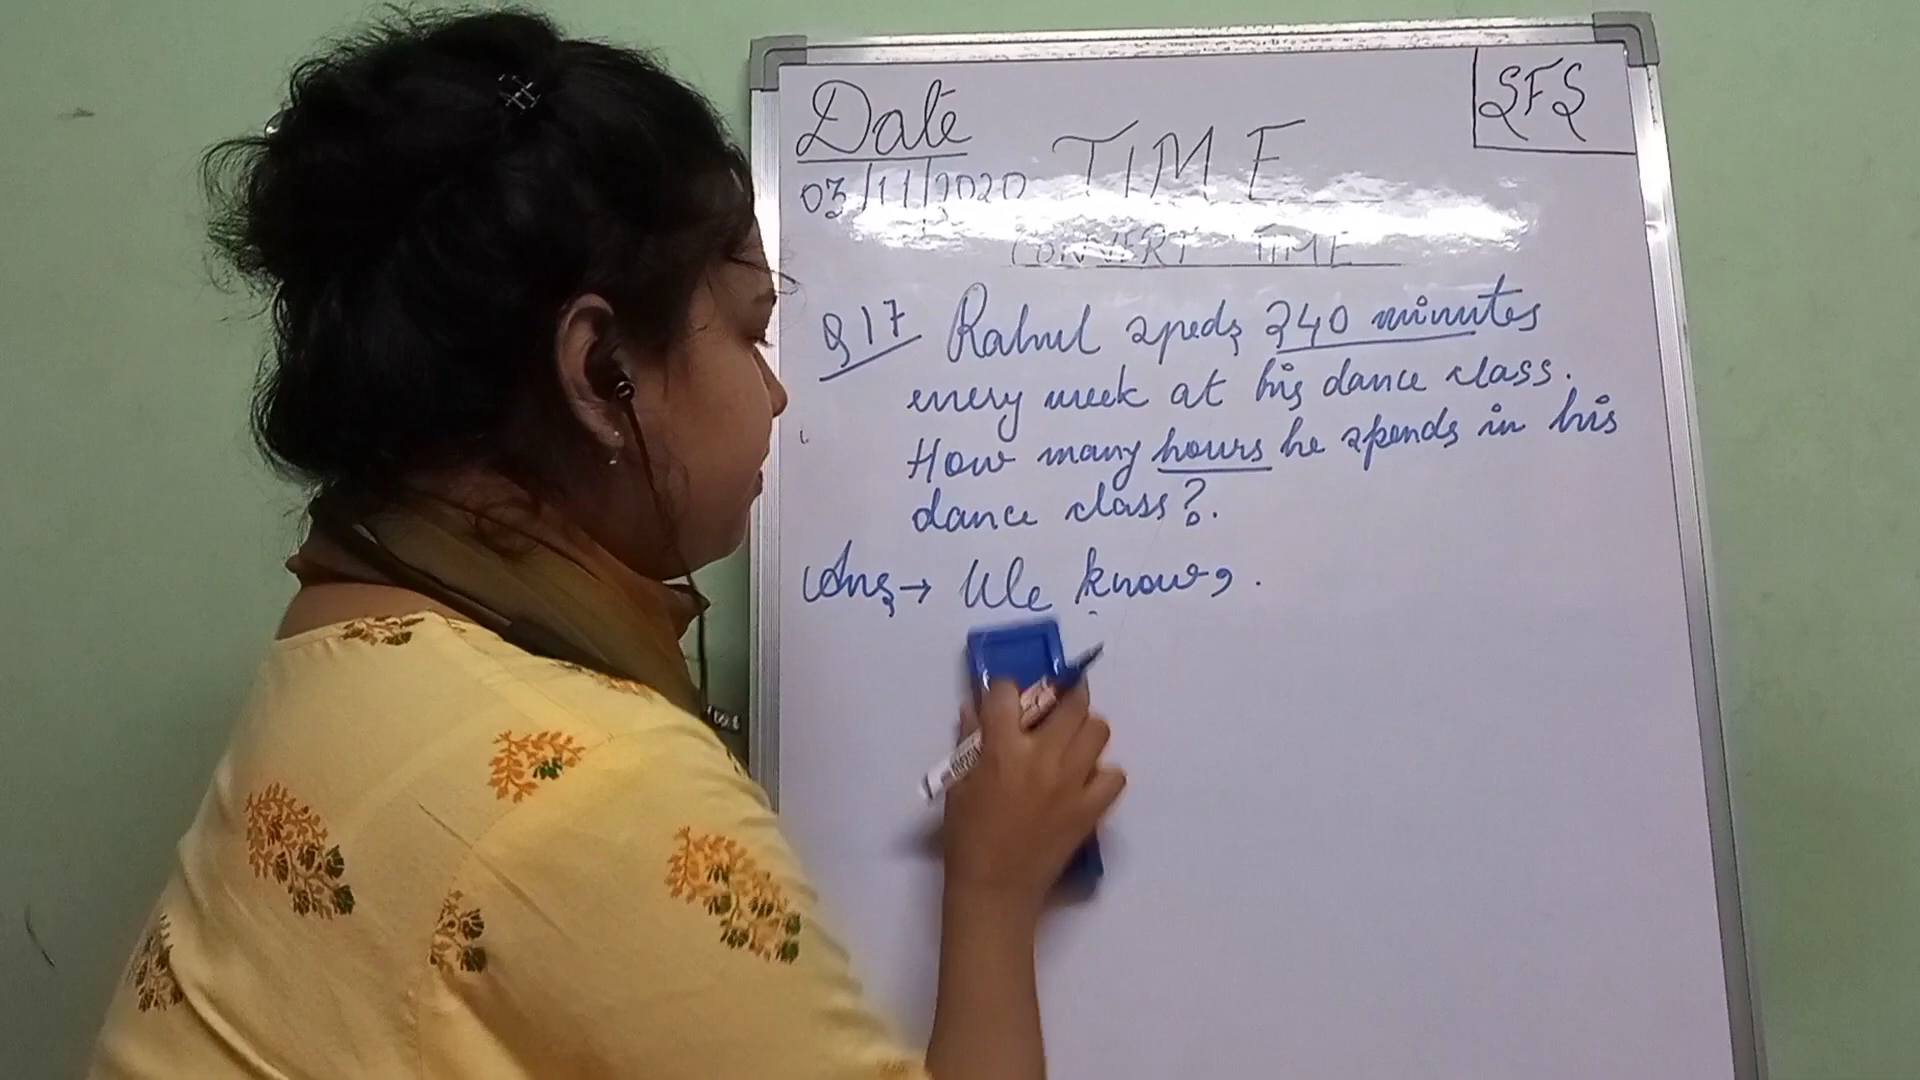 SFS
Date
03/11/2020 TIME
CONVERT TIME
Q17 Rahul speds 240 minutes
every week at his dance class.
How many hours he spends in his
dance class?.
Ans→ We know,.